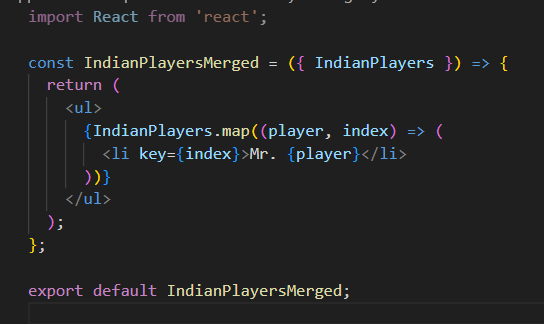 import React from 'react';
const IndianPlayersMerged = ({ IndianPlayers }) => {
return (
<ul>
{IndianPlayers.map((player, index) => (
<li key={index}>Mr. {player}</li>
))}
</ul>
);
};
export default IndianPlayersMerged;